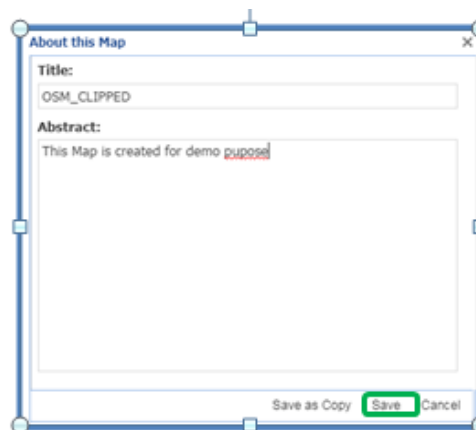 About this Map
Title:
OSM_CLIPPED
Abstract:
This Map is created for demo pupose
Save as Copy Save Cancel